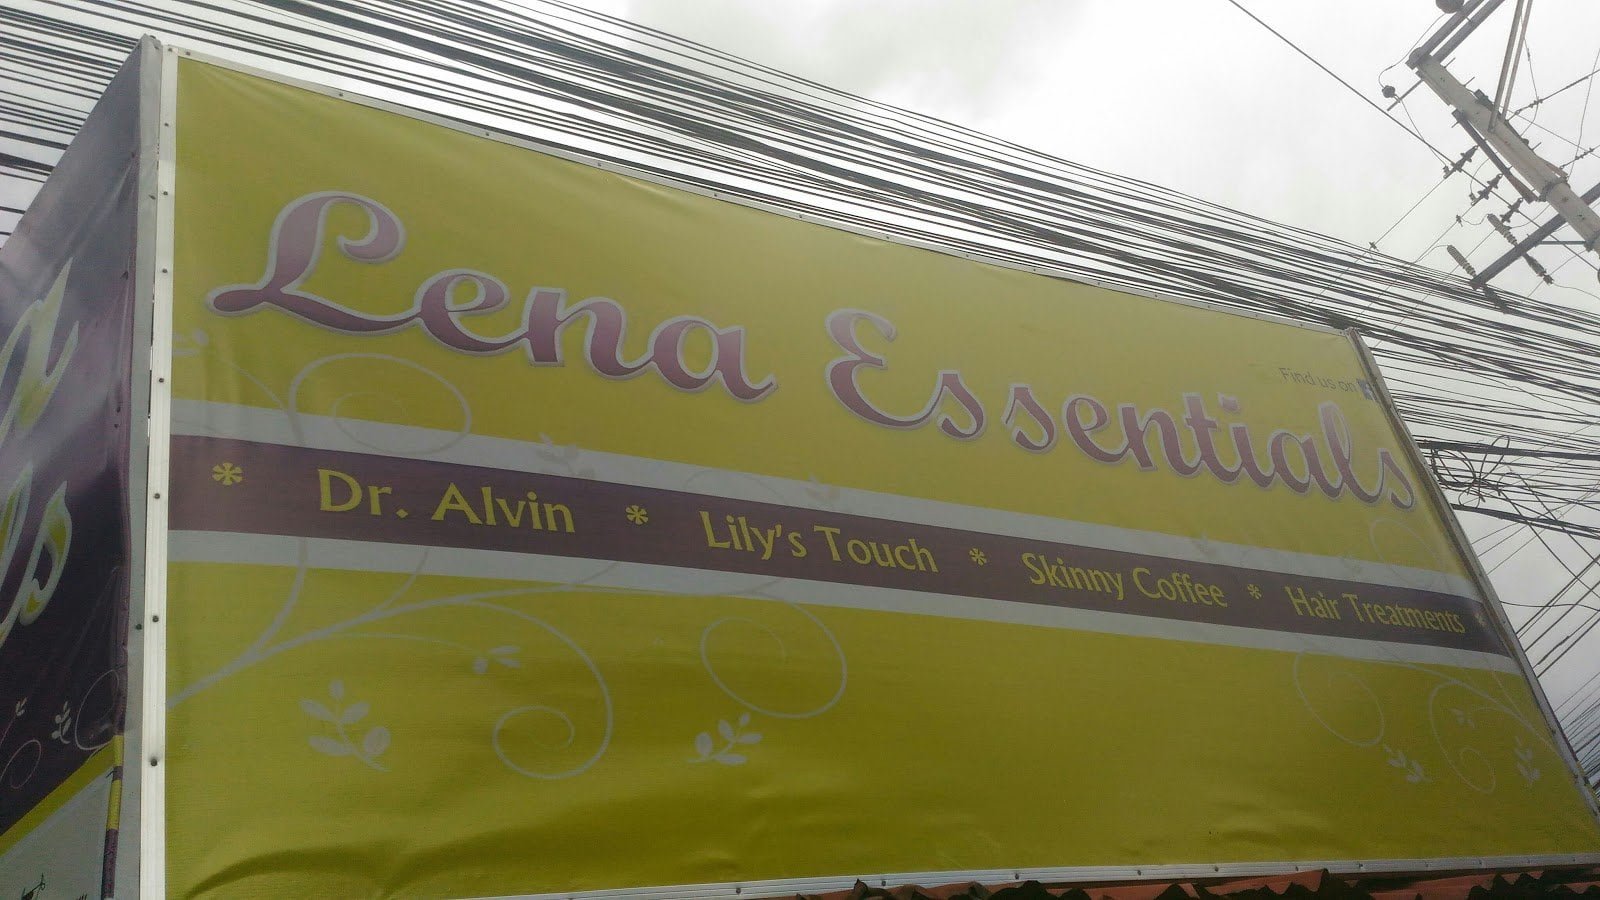 Lena Essentials
Find us on
* Dr. Alvin * Lily's Touch * Skinny Coffee * Hair Treatments *